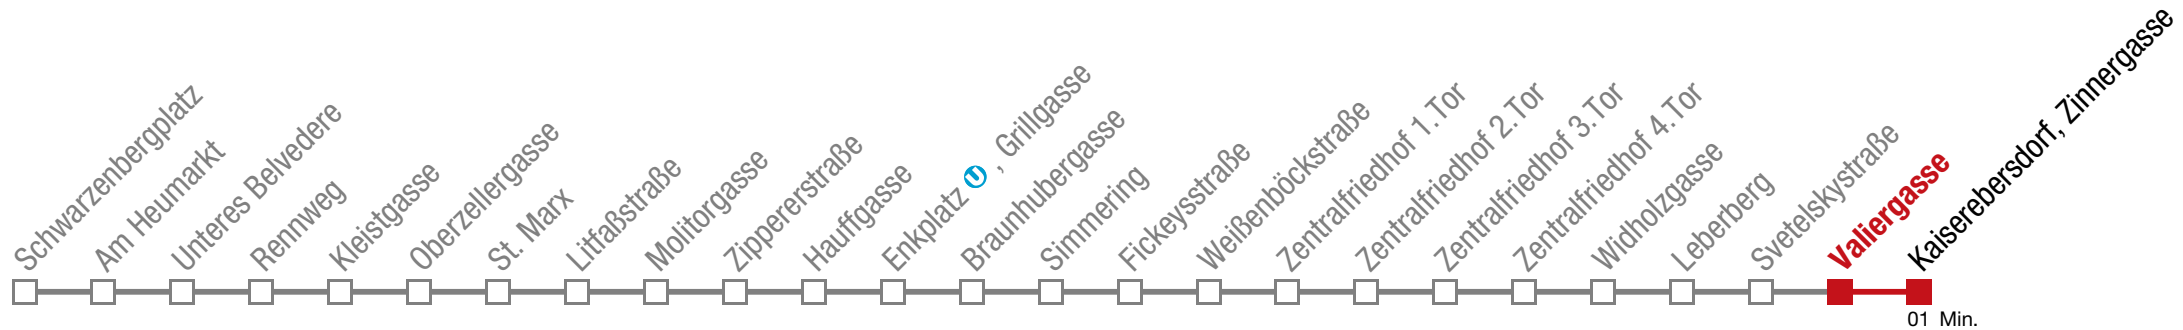 Schwarzenbergplatz
Am Heumarkt
Unteres Belvedere
Rennweg
Kleistgasse
Oberzellergasse
St. Marx
Litfaßstraße
Molitorgasse
Zippererstraße
Hauffgasse
Enkplatz U , Grillgasse
Braunhubergasse
Simmering
Fickeysstraße
Weißenböckstraße
Zentralfriedhof 1.Tor
Zentralfriedhof 2.Tor
Zentralfriedhof 3.Tor
Zentralfriedhof 4.Tor
Widholzgasse
Leberberg
Svetelskystraße
Valiergasse
Kaiserebersdorf, Zinnergasse
01 Min.